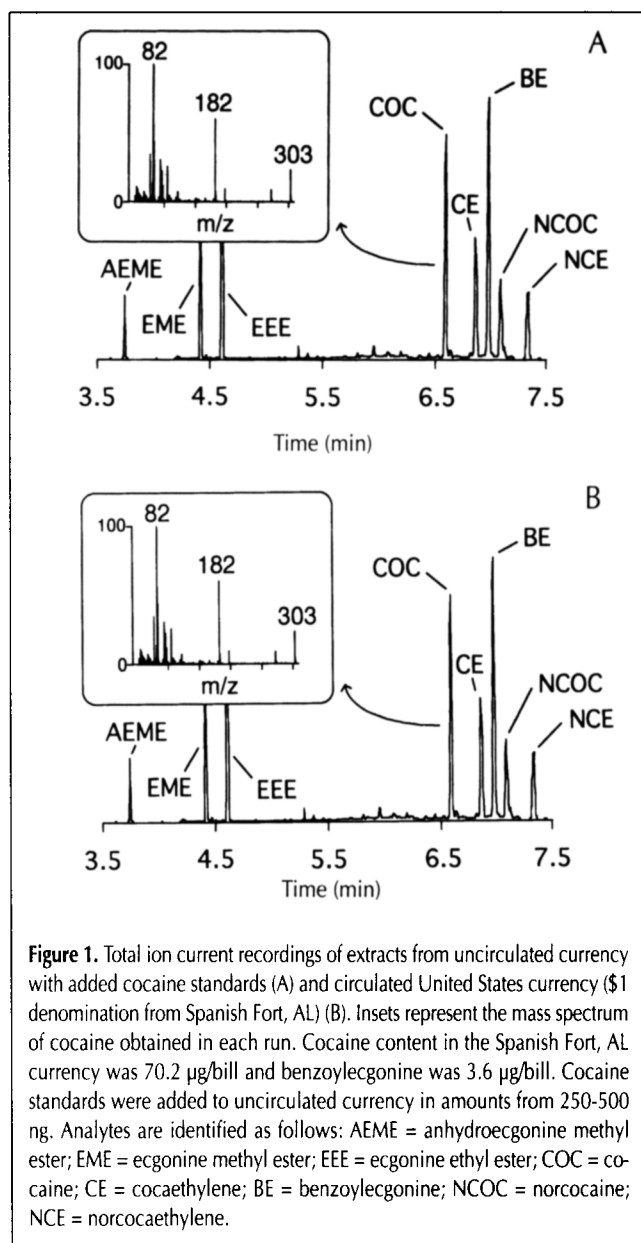 A
100
82
182
303
0
m/z
COC
BE
CE
NCOC
NCE
AEME
EME
EEE
3.5 4.5 5.5 6.5 7.5
Time (min)
B
100
82
182
303
0
m/z
COC
BE
CE
NCOC
NCE
AEME
EME
EEE
3.5 4.5 5.5 6.5 7.5
Time (min)
Figure 1. Total ion current recordings of extracts from uncirculated currency
with added cocaine standards (A) and circulated United States currency ($1
denomination from Spanish Fort, AL) (B). Insets represent the mass spectrum
of cocaine obtained in each run. Cocaine content in the Spanish Fort, AL
currency was 70.2 µg/bill and benzoylecgonine was 3.6 µg/bill. Cocaine
standards were added to uncirculated currency in amounts from 250-500
ng. Analytes are identified as follows: AEME = anhydroecgonine methyl
ester; EME = ecgonine methyl ester; EEE = ecgonine ethyl ester; COC = co-
caine; CE = cocaethylene; BE = benzoylecgonine; NCOC = norcocaine;
NCE = norcocaethylene.